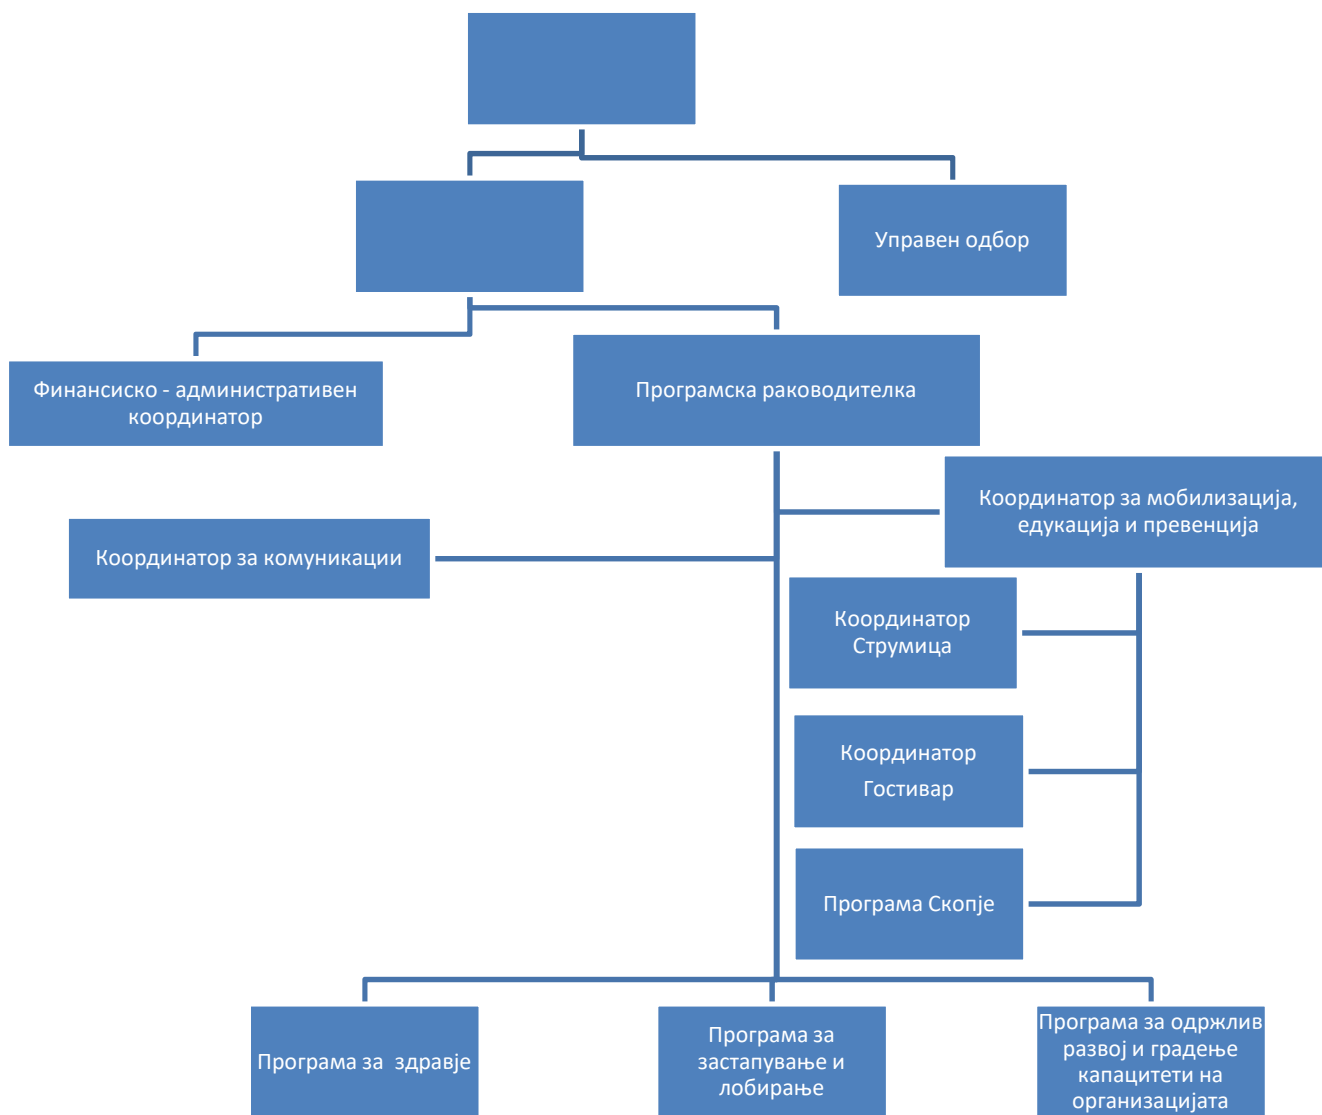 Управен одбор
Финансиско - административен
координатор
Програмска раководителка
Координатор за мобилизација,
едукација и превенција
Координатор за комуникации
Координатор
Струмица
Координатор
Гостивар
Програма Скопје
Програма за  здравје
Програма за
застапување и
лобирање
Програма за одржлив
развој и градење
капацитети на
организацијата